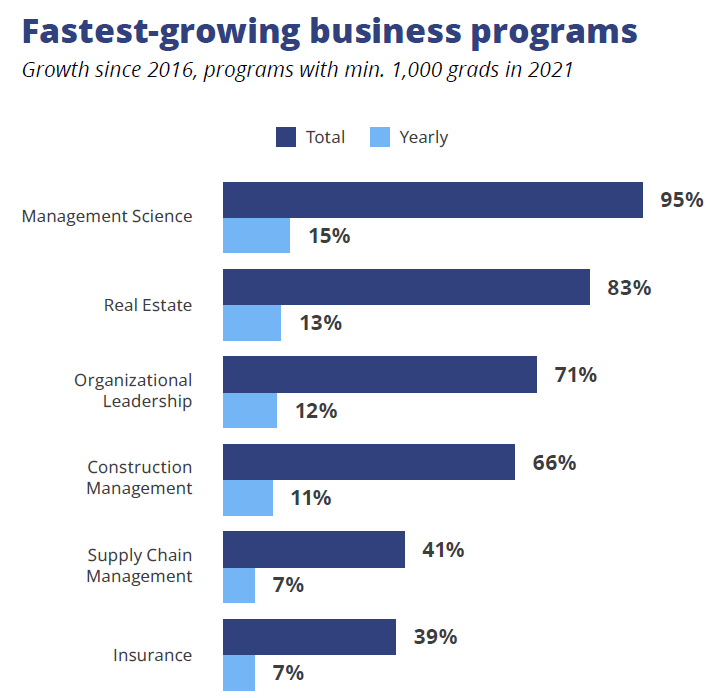 Fastest-growing business programs
Growth since 2016, programs with min. 1,000 grads in 2021
Total Yearly
Management Science
95%
15%
Real Estate
83%
13%
Organizational
Leadership
71%
12%
Construction
Management
66%
11%
Supply Chain
Management
41%
7%
Insurance
39%
7%